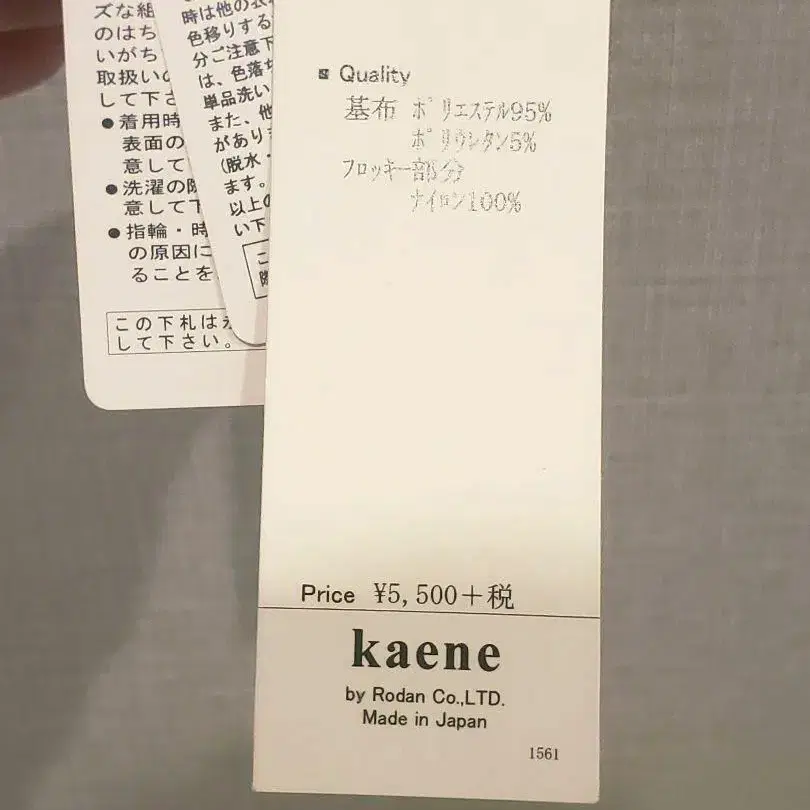 ズな組
のはち
いがち
取扱いの
して下さ
●着用時
表面の
意して
●洗濯の際
意して下
●指輪・時
の原因に
ることを
この下札は
して下さい。
時は他の衣
色移りする
分ご注意下
は、色落ち
単品洗い
また、他
があり
(脱水・
ます。
以上の
い下
こ
Quality
基布 ポリエステル95%
ポリウレタン5%
フロッキー部分
ナイロン100%
Price ¥5,500+税
kaene
by Rodan Co.,LTD.
Made in Japan
1561